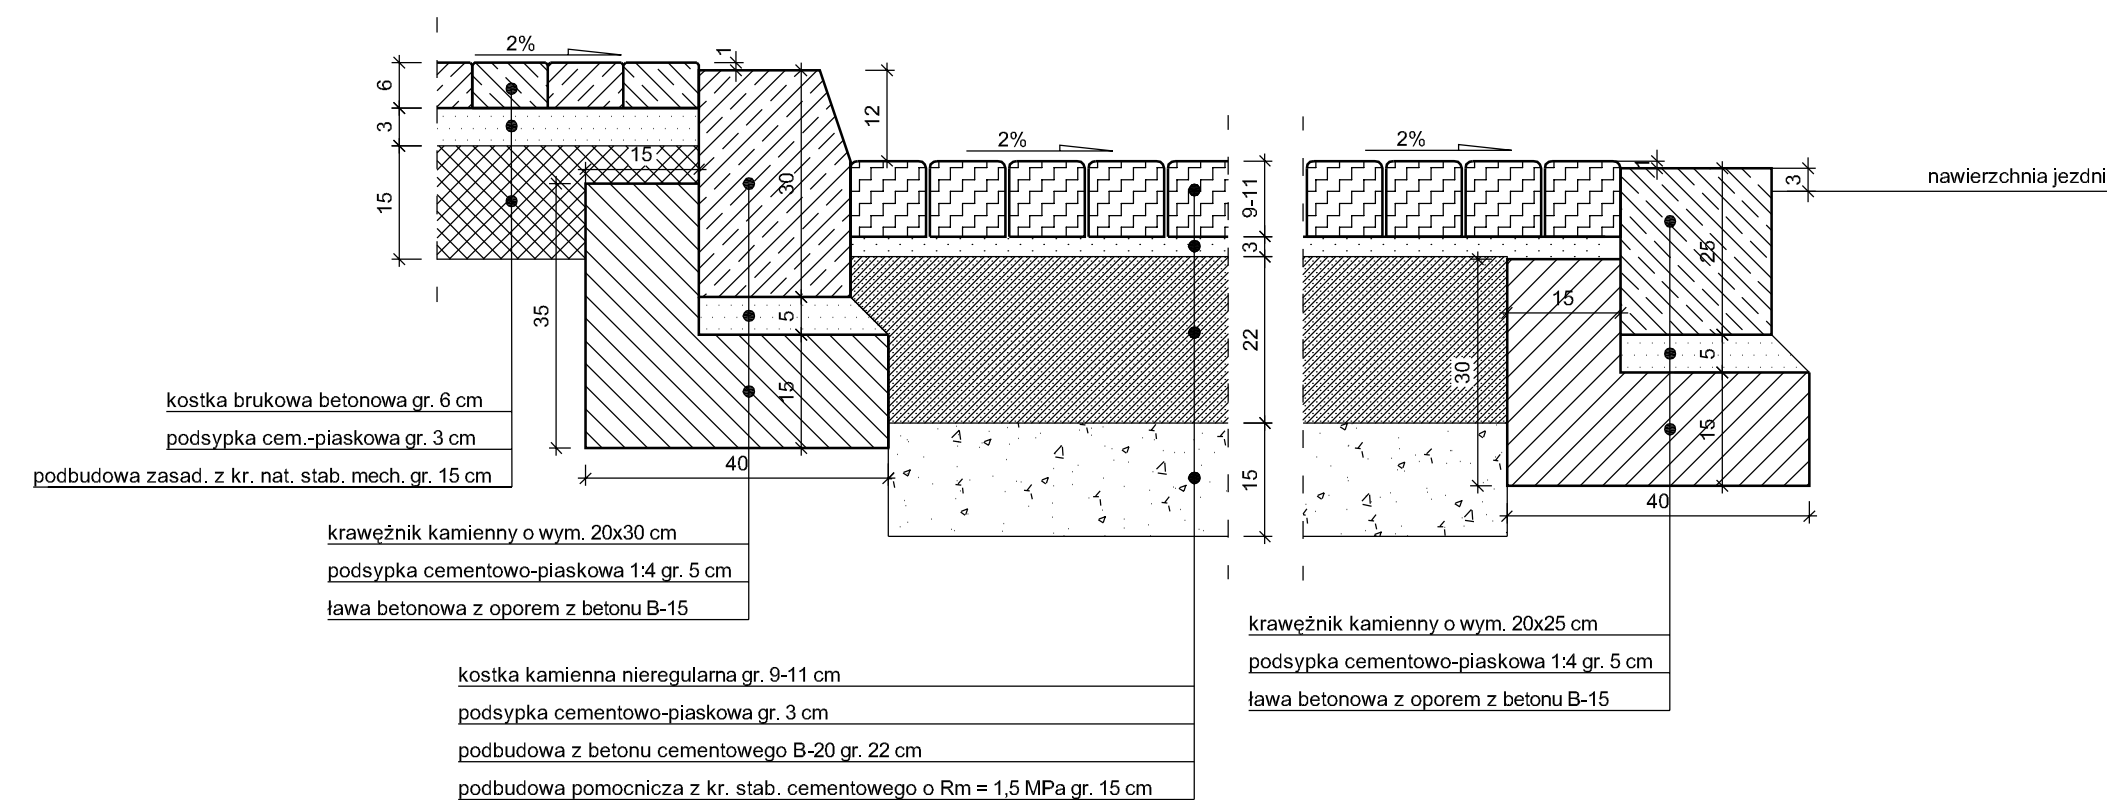 2%
1
6
3
15
15
35
30
5
15
40
12
2%
9-11
3
22
15
2%
1
3
nawierzchnia jezdni
25
15
5
30
15
40
kostka brukowa betonowa gr. 6 cm
podsypka cem.-piaskowa gr. 3 cm
podbudowa zasad. z kr. nat. stab. mech. gr. 15 cm
krawężnik kamienny o wym. 20x30 cm
podsypka cementowo-piaskowa 1:4 gr. 5 cm
ława betonowa z oporem z betonu B-15
kostka kamienna nieregularna gr. 9-11 cm
podsypka cementowo-piaskowa gr. 3 cm
podbudowa z betonu cementowego B-20 gr. 22 cm
podbudowa pomocnicza z kr. stab. cementowego o Rm = 1,5 MPa gr. 15 cm
krawężnik kamienny o wym. 20x25 cm
podsypka cementowo-piaskowa 1:4 gr. 5 cm
ława betonowa z oporem z betonu B-15